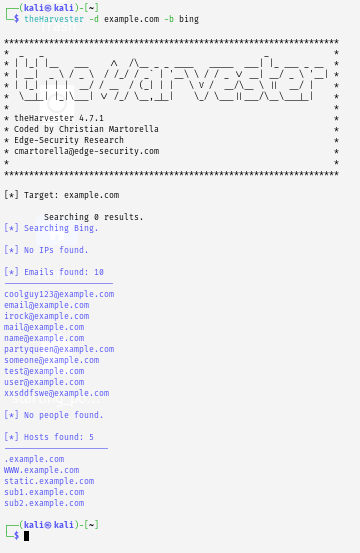 ┌──(kali㉿kali)-[~]
└─$ theHarvester -d example.com -b bing
*******************************************************************
*  _   _                                            _             *
* | |_| |__   ___    /\  /\__ _ _ ____   _____  ___| |_ ___ _ __  *
* | __|  _ \ / _ \  / /_/ / _` | '__\ \ / / _ \/ __| __/ _ \ '__| *
* | |_| | | |  __/ / __  / (_| | |   \ V /  __/\__ \ ||  __/ |    *
*  \__|_| |_|\___| \/ /_/ \__,_|_|    \_/ \___||___/\__\___|_|    *
*                                                                 *
* theHarvester 4.7.1                                              *
* Coded by Christian Martorella                                   *
* Edge-Security Research                                          *
* cmartorella@edge-security.com                                   *
*                                                                 *
*******************************************************************
[*] Target: example.com
Searching 0 results.
[*] Searching Bing.
[*] No IPs found.
[*] Emails found: 10
----------------------
coolguy123@example.com
email@example.com
irock@example.com
mail@example.com
name@example.com
partyqueen@example.com
someone@example.com
test@example.com
user@example.com
xxsddfswe@example.com
[*] No people found.
[*] Hosts found: 5
---------------------
.example.com
WWW.example.com
static.example.com
sub1.example.com
sub2.example.com
┌──(kali㉿kali)-[~]
└─$